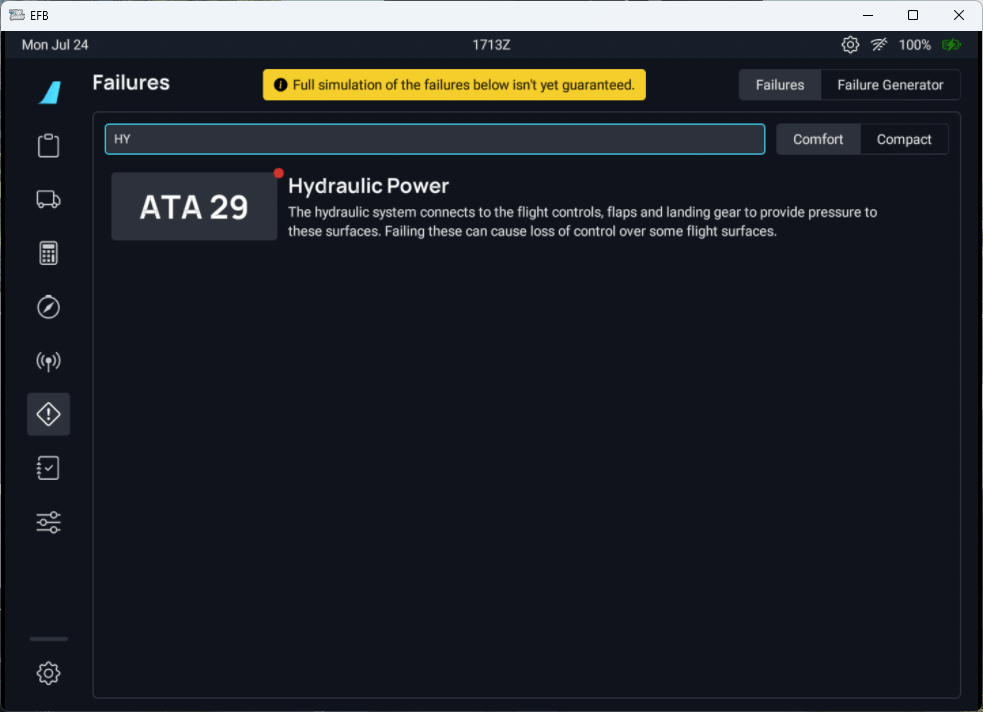 EFB
Mon Jul 24
1713Z
100%
Failures
Full simulation of the failures below isn't yet guaranteed.
Failures
Failure Generator
HY
Comfort
Compact
ATA 29
Hydraulic Power
The hydraulic system connects to the flight controls, flaps and landing gear to provide pressure to
these surfaces. Failing these can cause loss of control over some flight surfaces.